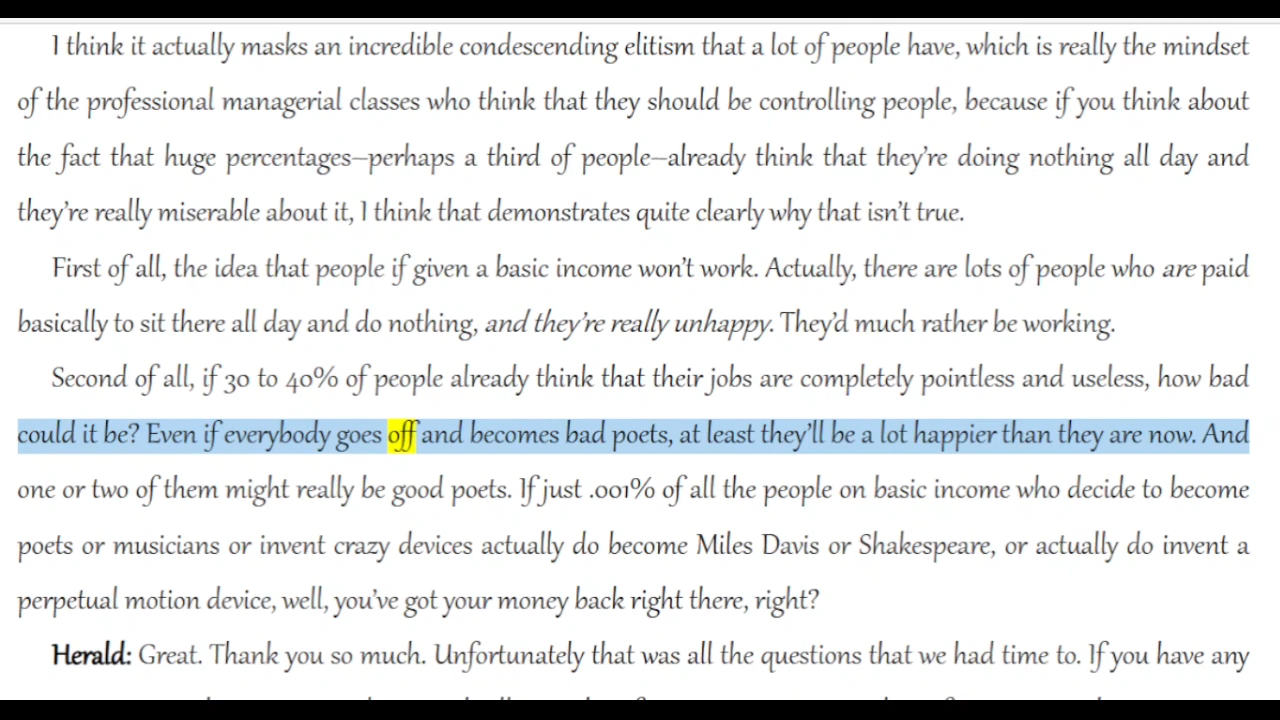 I think it actually masks an incredible condescending elitism that a lot of people have, which is really the mindset
of the professional managerial classes who think that they should be controlling people, because if you think about
the fact that huge percentages—perhaps a third of people—already think that they’re doing nothing all day and
they’re really miserable about it, I think that demonstrates quite clearly why that isn’t true.
First of all, the idea that people if given a basic income won’t work. Actually, there are lots of people who are paid
basically to sit there all day and do nothing, and they’re really unhappy. They’d much rather be working.
Second of all, if 30 to 40% of people already think that their jobs are completely pointless and useless, how bad
could it be? Even if everybody goes off and becomes bad poets, at least they’ll be a lot happier than they are now. And
one or two of them might really be good poets. If just .001% of all the people on basic income who decide to become
poets or musicians or invent crazy devices actually do become Miles Davis or Shakespeare, or actually do invent a
perpetual motion device, well, you’ve got your money back right there, right?
Herald: Great. Thank you so much. Unfortunately that was all the questions that we had time to. If you have any